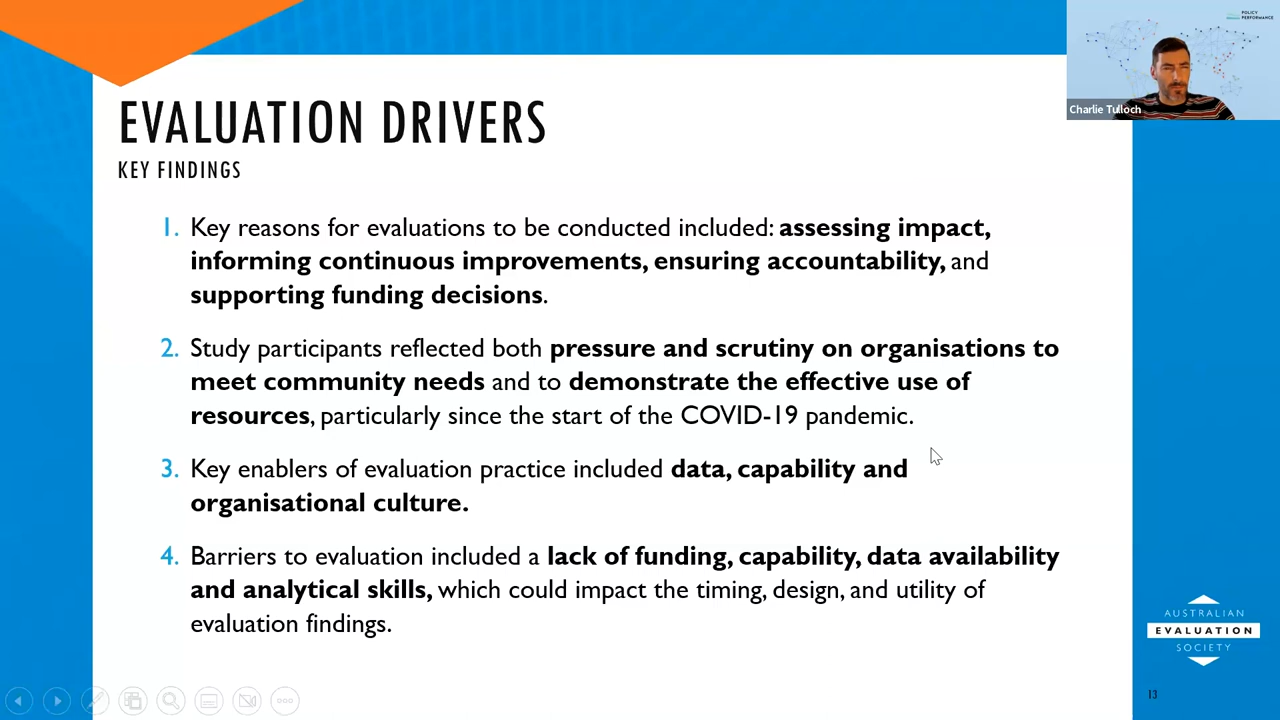 POLICY
PERFORMANCE
Charlie Tulloch
EVALUATION DRIVERS
KEY FINDINGS
1. Key reasons for evaluations to be conducted included: assessing impact,
informing continuous improvements, ensuring accountability, and
supporting funding decisions.
2. Study participants reflected both pressure and scrutiny on organisations to
meet community needs and to demonstrate the effective use of
resources, particularly since the start of the COVID-19 pandemic.
3. Key enablers of evaluation practice included data, capability and
organisational culture.
4. Barriers to evaluation included a lack of funding, capability, data availability
and analytical skills, which could impact the timing, design, and utility of
evaluation findings.
AUSTRALIAN
EVALUATION
SOCIETY
13